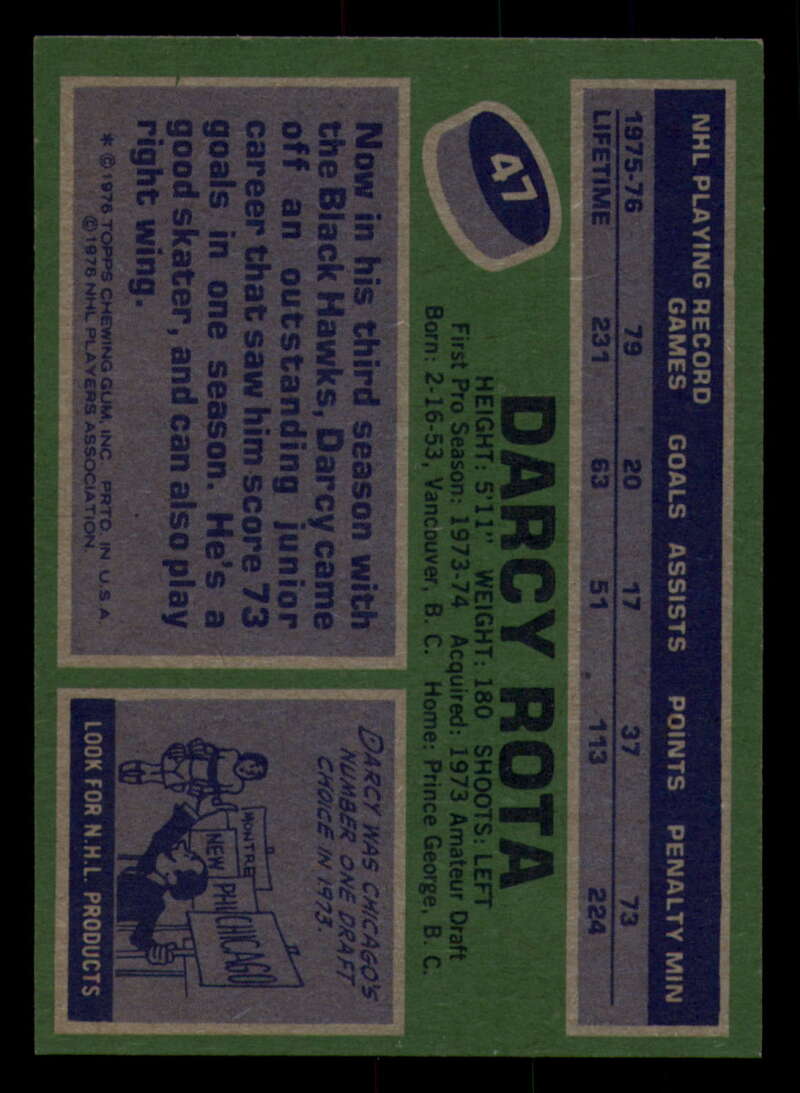 NHL PLAYING RECORD
GAMES GOALS ASSISTS POINTS PENALTY MIN
1975-76 79 20 17 37 73
LIFETIME 231 63 51 113 224
47
DARCY ROTA
HEIGHT: 5'11" WEIGHT: 180 SHOOTS: LEFT
First Pro Season: 1973-74 Acquired: 1973 Amateur Draft
Born: 2-16-53, Vancouver, B. C. Home: Prince George, B. C.
Now in his third season with
the Black Hawks, Darcy came
off an outstanding junior
career that saw him score 73
goals in one season. He's a
good skater, and can also play
right wing.
* © 1976 TOPPS CHEWING GUM, INC. PRTD. IN U.S.A.
© 1976 NHL PLAYERS ASSOCIATION.
DARCY WAS CHICAGO'S
NUMBER ONE DRAFT
CHOICE IN 1973.
MONTRE
NEW
PHI
CHICAGO
LOOK FOR N.H.L. PRODUCTS